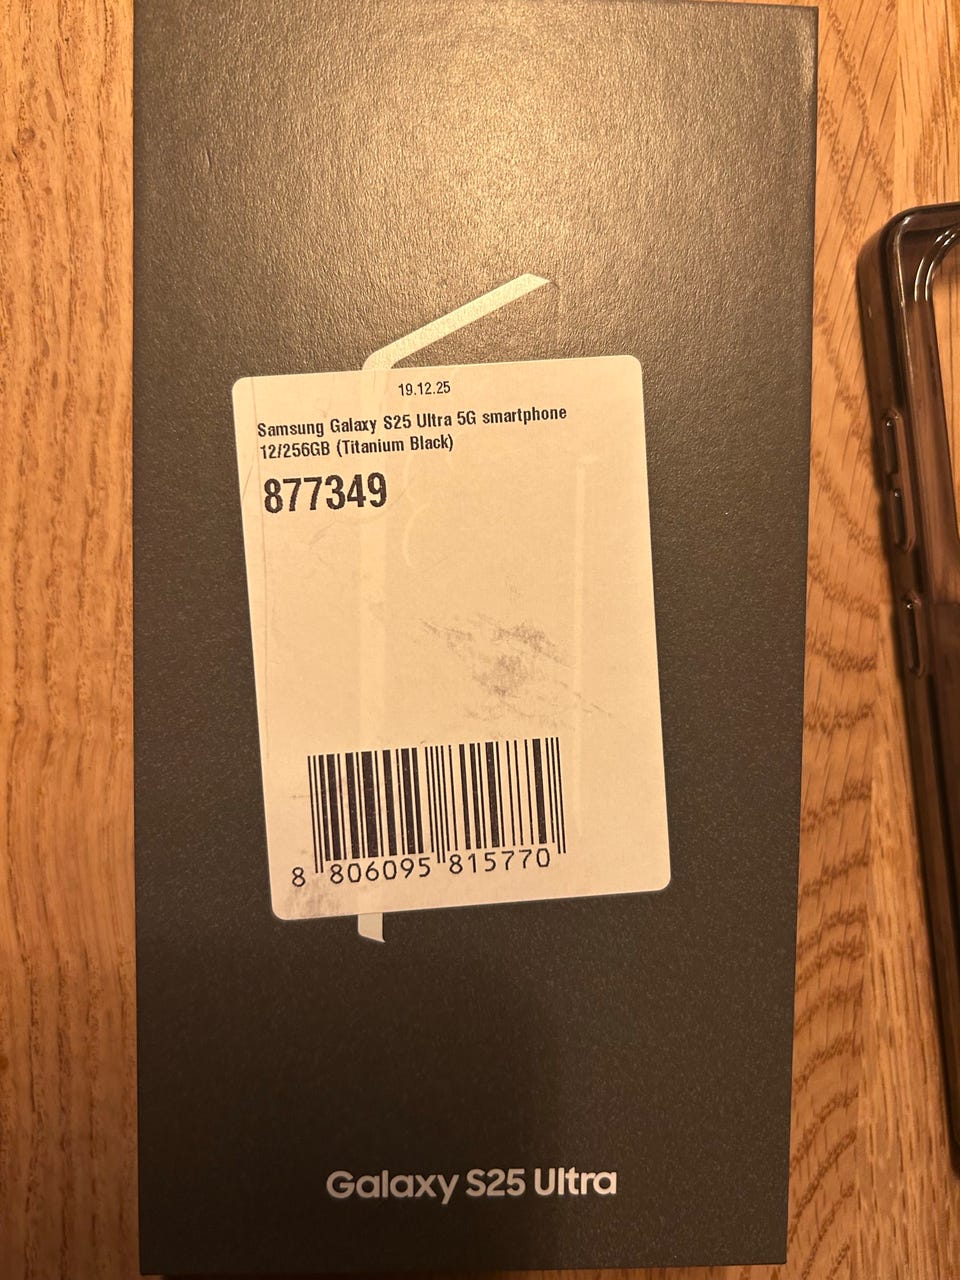 19.12.25
Samsung Galaxy S25 Ultra 5G smartphone
12/256GB (Titanium Black)
877349
8 806095 815770
Galaxy S25 Ultra